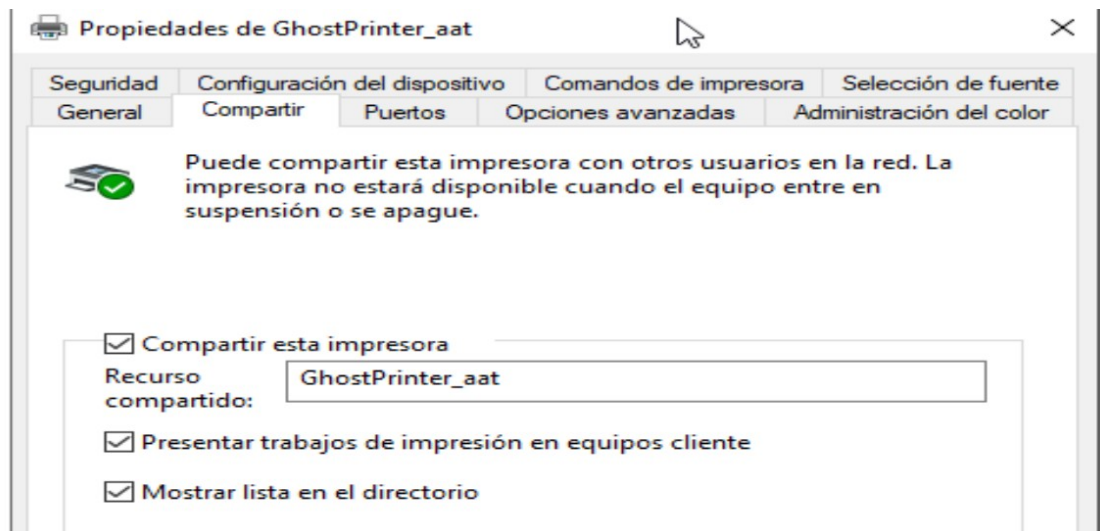 Propiedades de GhostPrinter_aat
Seguridad Configuración del dispositivo Comandos de impresora Selección de fuente
General Compartir Puertos Opciones avanzadas Administración del color
Puede compartir esta impresora con otros usuarios en la red. La
impresora no estará disponible cuando el equipo entre en
suspensión o se apague.
Compartir esta impresora
Recurso
compartido:
GhostPrinter_aat
Presentar trabajos de impresión en equipos cliente
Mostrar lista en el directorio